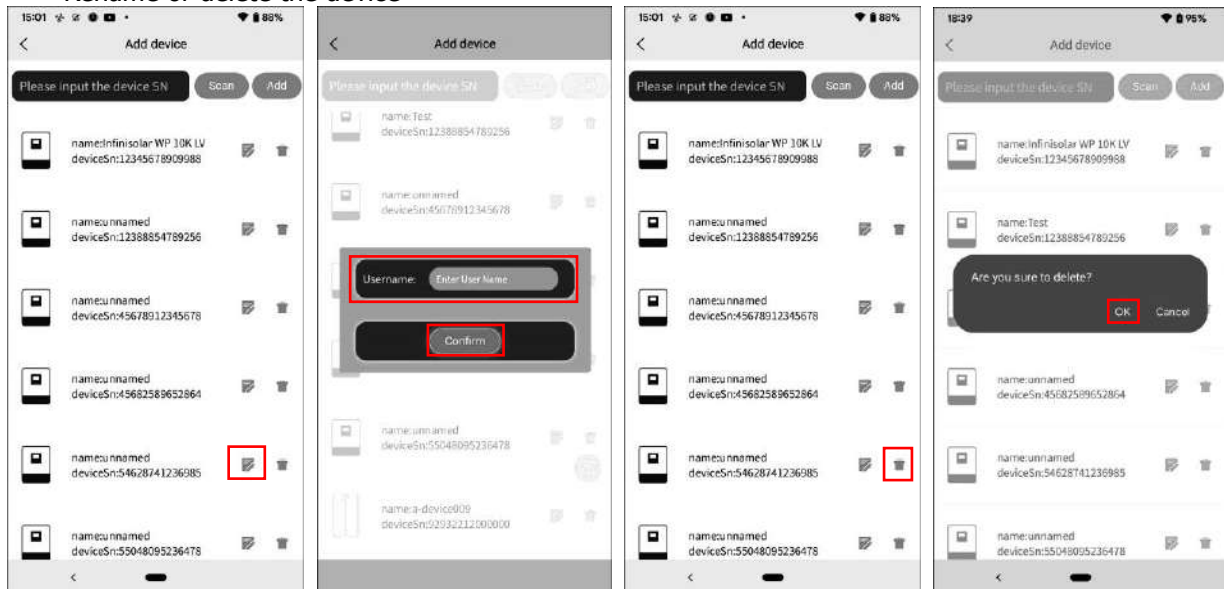 Rename or delete the device
15:01
88%
Add device
Please input the device SN
Scan
Add
name:Infinisolar WP 10K LV
deviceSn:12345678909988
name:unnamed
deviceSn:12388854789256
name:unnamed
deviceSn:45678912345678
name:unnamed
deviceSn:45682589652864
name:unnamed
deviceSn:54628741236985
name:unnamed
deviceSn:55048095236478
Add device
Please input the device SN
name:Test
deviceSn:12388854789256
name:unnamed
deviceSn:45678912345678
Username:
Enter User Name
Confirm
name:unnamed
deviceSn:55048095236478
name:a-device009
deviceSn:92932212000000
15:01
88%
Add device
Please input the device SN
Scan
Add
name:Infinisolar WP 10K LV
deviceSn:12345678909988
name:unnamed
deviceSn:12388854789256
name:unnamed
deviceSn:45678912345678
name:unnamed
deviceSn:45682589652864
name:unnamed
deviceSn:54628741236985
name:unnamed
deviceSn:55048095236478
18:39
95%
Add device
Please input the device SN
Scan
Add
name:Infinisolar WP 10K LV
deviceSn:12345678909988
name:Test
deviceSn:12388854789256
Are you sure to delete?
OK
Cancel
name:unnamed
deviceSn:45682589652864
name:unnamed
deviceSn:54628741236985
name:unnamed
deviceSn:55048095236478